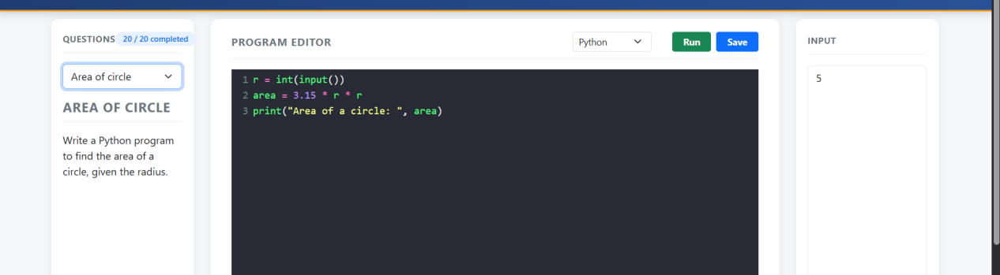 QUESTIONS 20 / 20 completed
Area of circle
AREA OF CIRCLE
Write a Python program
to find the area of a
circle, given the radius.
PROGRAM EDITOR Python Run Save
1 r = int(input())
2 area = 3.15 * r * r
3 print("Area of a circle: ", area)
INPUT
5